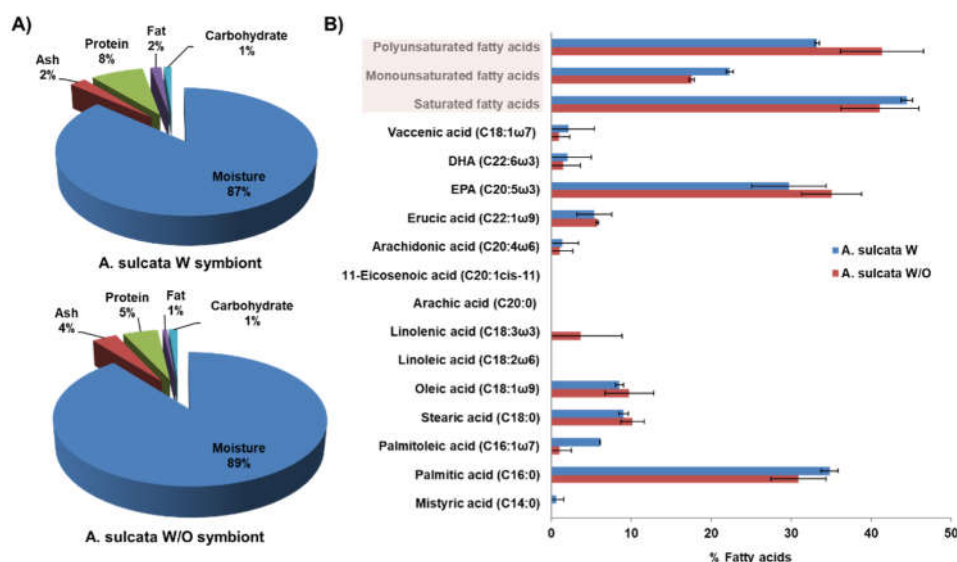 A)
Fat
2%
Carbohydrate
1%
Protein
8%
Ash
2%
Moisture
87%
A. sulcata W symbiont
Fat
1%
Carbohydrate
1%
Protein
5%
Ash
4%
Moisture
89%
A. sulcata W/O symbiont
B)
Polyunsaturated fatty acids
Monounsaturated fatty acids
Saturated fatty acids
Vaccenic acid (C18:1ω7)
DHA (C22:6ω3)
EPA (C20:5ω3)
Erucic acid (C22:1ω9)
Arachidonic acid (C20:4ω6)
11-Eicosenoic acid (C20:1cis-11)
Arachic acid (C20:0)
Linolenic acid (C18:3ω3)
Linoleic acid (C18:2ω6)
Oleic acid (C18:1ω9)
Stearic acid (C18:0)
Palmitoleic acid (C16:1ω7)
Palmitic acid (C16:0)
Mistyric acid (C14:0)
A. sulcata W
A. sulcata W/O
0 10 20 30 40 50
% Fatty acids